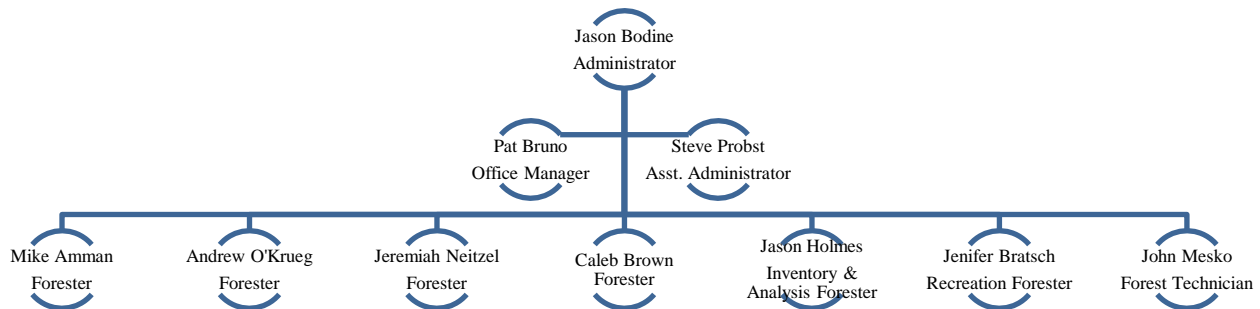 Jason Bodine
Administrator
Pat Bruno
Office Manager
Steve Probst
Asst. Administrator
Mike Amman
Forester
Andrew O'Krueg
Forester
Jeremiah Neitzel
Forester
Caleb Brown
Forester
Jason Holmes
Inventory &
Analysis Forester
Jenifer Bratsch
Recreation Forester
John Mesko
Forest Technician